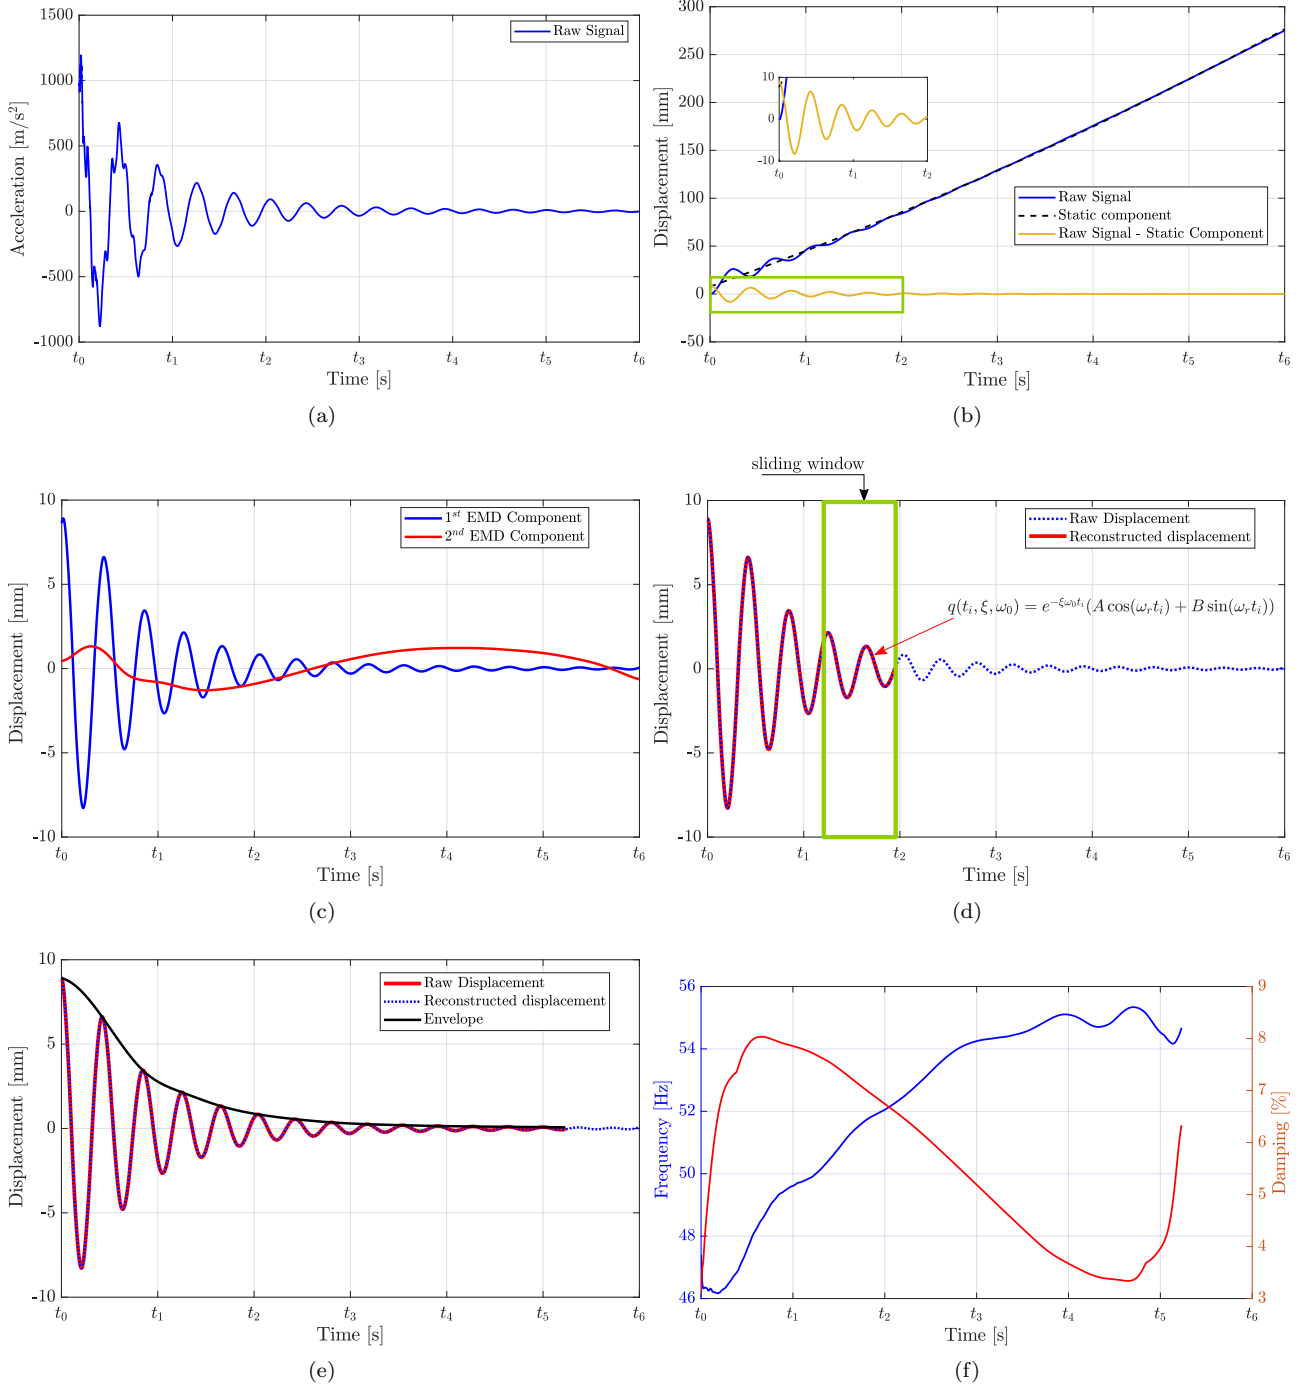 1500
1000
500
0
-500
-1000
Acceleration [m/s²]
Raw Signal
t₀ t₁ t₂ t₃ t₄ t₅ t₆
Time [s]
(a)
300
250
200
150
100
50
0
-50
Displacement [mm]
10
0
-10
t₀ t₁ t₂
Raw Signal
Static component
Raw Signal - Static Component
t₀ t₁ t₂ t₃ t₄ t₅ t₆
Time [s]
(b)
10
5
0
-5
-10
Displacement [mm]
1ˢᵗ EMD Component
2ⁿᵈ EMD Component
t₀ t₁ t₂ t₃ t₄ t₅ t₆
Time [s]
(c)
sliding window
10
5
0
-5
-10
Displacement [mm]
Raw Displacement
Reconstructed displacement
q(tᵢ, ξ, ω₀) = e^{-ξω₀tᵢ}(A cos(ωᵣtᵢ) + B sin(ωᵣtᵢ))
t₀ t₁ t₂ t₃ t₄ t₅ t₆
Time [s]
(d)
10
5
0
-5
-10
Displacement [mm]
Raw Displacement
Reconstructed displacement
Envelope
t₀ t₁ t₂ t₃ t₄ t₅ t₆
Time [s]
(e)
56
54
52
50
48
46
Frequency [Hz]
9
8
7
6
5
4
3
Damping [%]
t₀ t₁ t₂ t₃ t₄ t₅ t₆
Time [s]
(f)